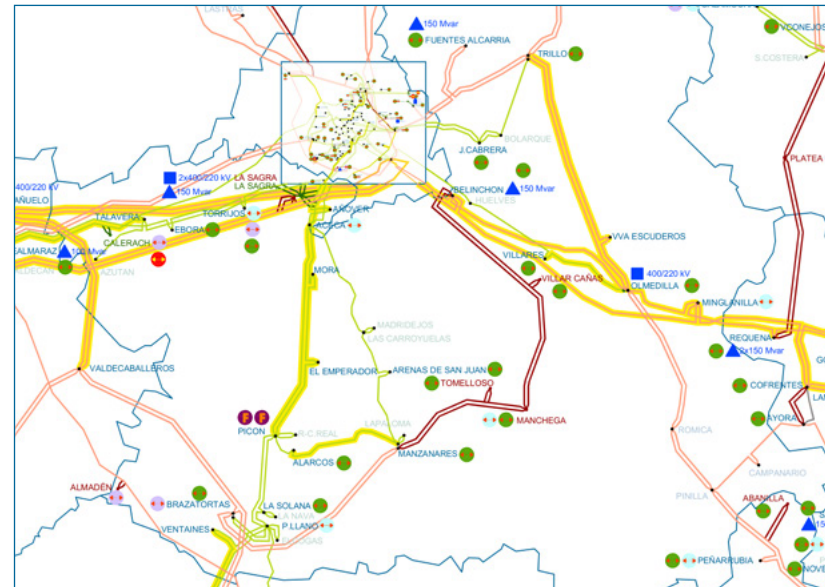 150 Mvar
FUENTES ALCARRIA
TRILLO
V.CONEJOS
S.COSTERA
BOLARQUE
J.CABRERA
PLATEA
2x400/220 kV
LA SAGRA
400/220 kV
150 Mvar
LA SAGRA
BELINCHON
150 Mvar
AÑUELO
HUELVES
TALAVERA
TORRIJOS
AÑOVER
ACECA
EBORA
CALERACH
VVA ESCUDEROS
ALMARAZ
100 Mvar
AZUTAN
VILLARES
400/220 kV
MORA
VILLAR CAÑAS
OLMEDILLA
MINGLANILLA
MADRIDEJOS
LAS CARROYUELAS
REQUENA
2x150 Mvar
VALDECABALLEROS
EL EMPERADOR
ARENAS DE SAN JUAN
TOMELLOSO
COFRENTES
F F
LAPALOMA
MANCHEGA
AYORA
PICON
R-C.REAL
ROMICA
MANZANARES
ALARCOS
CAMPANARIO
ALMADÉN
BRAZATORTAS
LA SOLANA
PINILLA
ABANILLA
LA NAVA
VENTAINES
P.LLANO
PEÑARRUBIA